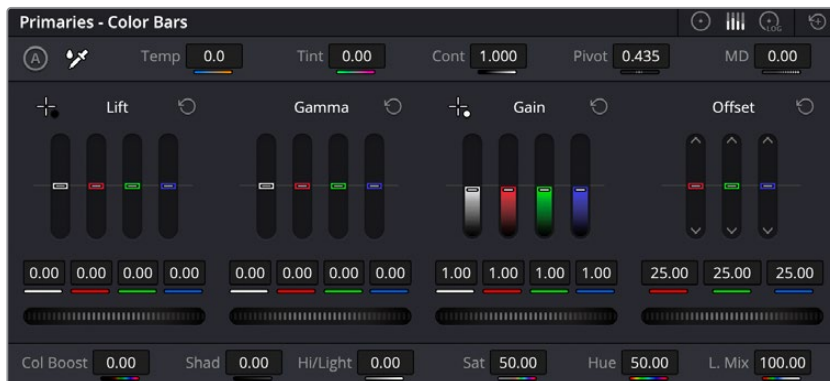 Primaries - Color Bars LOG
A Temp 0.0 Tint 0.00 Cont 1.000 Pivot 0.435 MD 0.00
Lift Gamma Gain Offset
0.00 0.00 0.00 0.00 0.00 0.00 0.00 0.00 1.00 1.00 1.00 1.00 25.00 25.00 25.00
Col Boost 0.00 Shad 0.00 Hi/Light 0.00 Sat 50.00 Hue 50.00 L. Mix 100.00